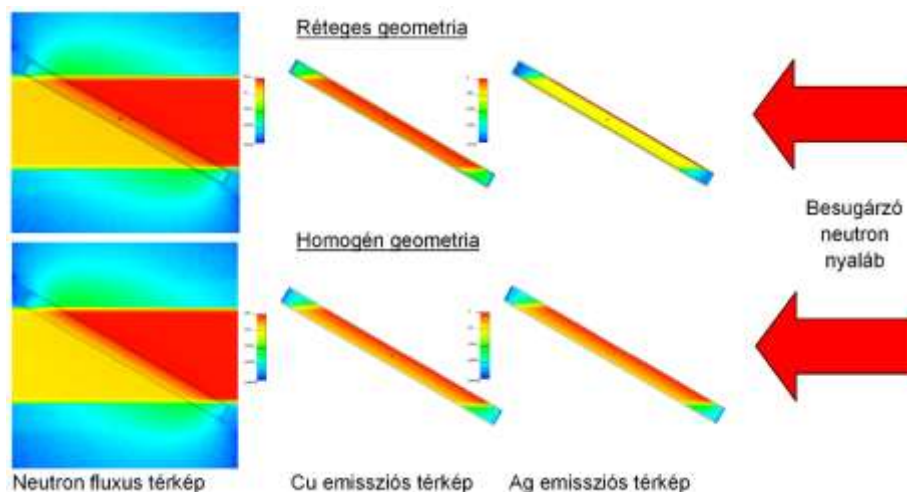 Réteges geometria
Besugárzó
neutron
nyaláb
Homogén geometria
Neutron fluxus térkép
Cu emissziós térkép
Ag emissziós térkép